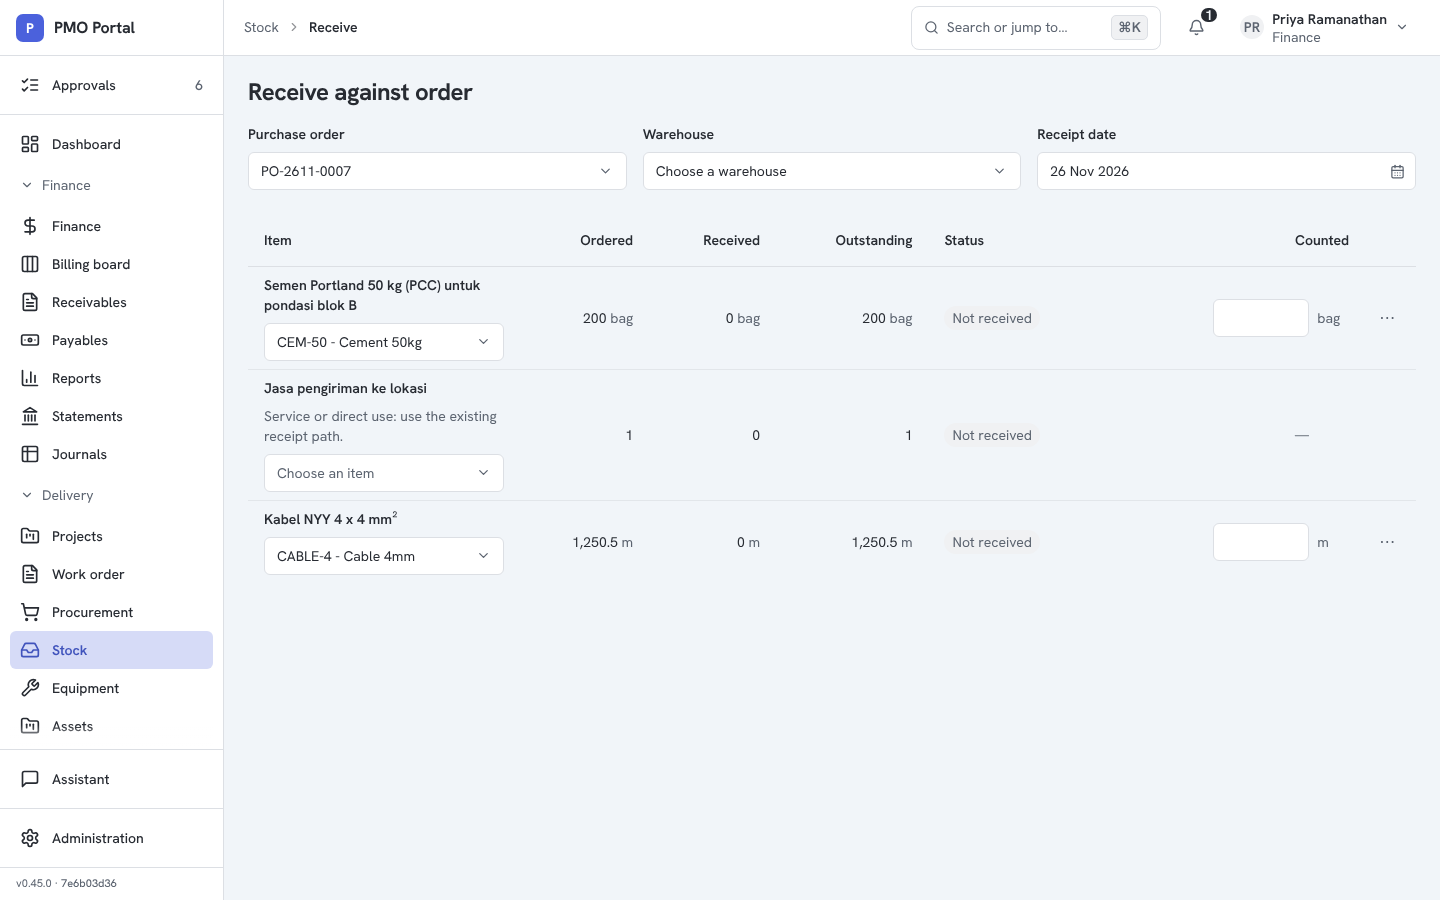 P PMO Portal
Stock > Receive
Search or jump to... ⌘K
1
PR
Priya Ramanathan
Finance
Approvals 6
Dashboard
Finance
Finance
Billing board
Receivables
Payables
Reports
Statements
Journals
Delivery
Projects
Work order
Procurement
Stock
Equipment
Assets
Assistant
Administration
v0.45.0 · 7e6b03d36
Receive against order
Purchase order Warehouse Receipt date
PO-2611-0007 Choose a warehouse 26 Nov 2026
Item Ordered Received Outstanding Status Counted
Semen Portland 50 kg (PCC) untuk
pondasi blok B
200 bag 0 bag 200 bag Not received bag ...
CEM-50 - Cement 50kg
Jasa pengiriman ke lokasi
Service or direct use: use the existing
receipt path.
1 0 1 Not received —
Choose an item
Kabel NYY 4 x 4 mm²
1,250.5 m 0 m 1,250.5 m Not received m ...
CABLE-4 - Cable 4mm